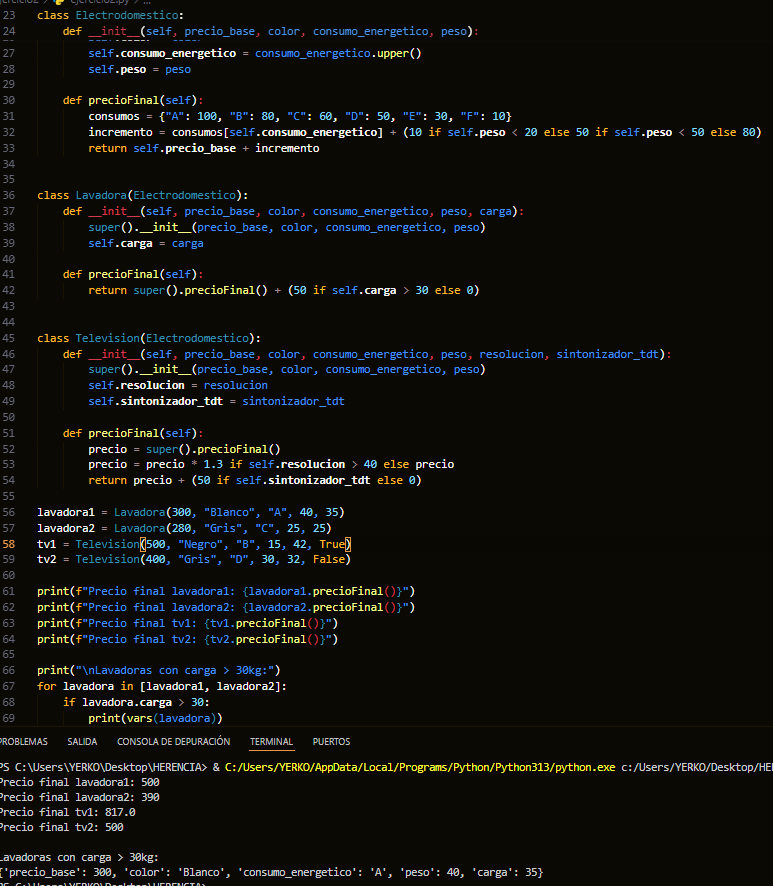 ejercicio2.py > ...
23 class Electrodomestico:
24     def __init__(self, precio_base, color, consumo_energetico, peso):
27         self.consumo_energetico = consumo_energetico.upper()
28         self.peso = peso
29
30     def precioFinal(self):
31         consumos = {"A": 100, "B": 80, "C": 60, "D": 50, "E": 30, "F": 10}
32         incremento = consumos[self.consumo_energetico] + (10 if self.peso < 20 else 50 if self.peso < 50 else 80)
33         return self.precio_base + incremento
34
35
36 class Lavadora(Electrodomestico):
37     def __init__(self, precio_base, color, consumo_energetico, peso, carga):
38         super().__init__(precio_base, color, consumo_energetico, peso)
39         self.carga = carga
40
41     def precioFinal(self):
42         return super().precioFinal() + (50 if self.carga > 30 else 0)
43
44
45 class Television(Electrodomestico):
46     def __init__(self, precio_base, color, consumo_energetico, peso, resolucion, sintonizador_tdt):
47         super().__init__(precio_base, color, consumo_energetico, peso)
48         self.resolucion = resolucion
49         self.sintonizador_tdt = sintonizador_tdt
50
51     def precioFinal(self):
52         precio = super().precioFinal()
53         precio = precio * 1.3 if self.resolucion > 40 else precio
54         return precio + (50 if self.sintonizador_tdt else 0)
55
56 lavadora1 = Lavadora(300, "Blanco", "A", 40, 35)
57 lavadora2 = Lavadora(280, "Gris", "C", 25, 25)
58 tv1 = Television(500, "Negro", "B", 15, 42, True)
59 tv2 = Television(400, "Gris", "D", 30, 32, False)
60
61 print(f"Precio final lavadora1: {lavadora1.precioFinal()}")
62 print(f"Precio final lavadora2: {lavadora2.precioFinal()}")
63 print(f"Precio final tv1: {tv1.precioFinal()}")
64 print(f"Precio final tv2: {tv2.precioFinal()}")
65
66 print("\nLavadoras con carga > 30kg:")
67 for lavadora in [lavadora1, lavadora2]:
68     if lavadora.carga > 30:
69         print(vars(lavadora))
PROBLEMAS SALIDA CONSOLA DE DEPURACIÓN TERMINAL PUERTOS
PS C:\Users\YERKO\Desktop\HERENCIA> & C:/Users/YERKO/AppData/Local/Programs/Python/Python313/python.exe c:/Users/YERKO/Desktop/HE
Precio final lavadora1: 500
Precio final lavadora2: 390
Precio final tv1: 817.0
Precio final tv2: 500
Lavadoras con carga > 30kg:
{'precio_base': 300, 'color': 'Blanco', 'consumo_energetico': 'A', 'peso': 40, 'carga': 35}